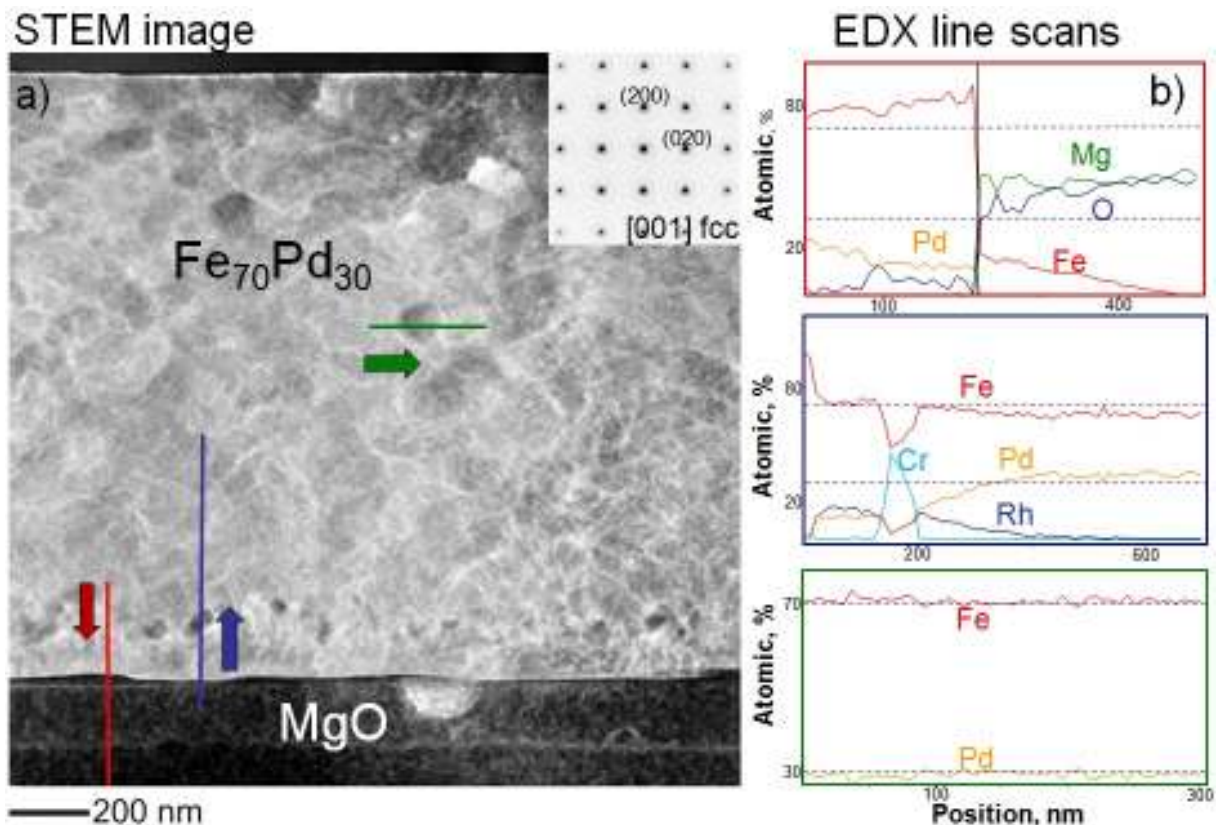 STEM image
EDX line scans
a)
(200)
(020)
[001] fcc
Fe70Pd30
MgO
200 nm
b)
Atomic, %
80
20
Mg
O
Pd
Fe
100
400
Atomic, %
80
20
Fe
Cr
Pd
Rh
200
600
Atomic, %
70
30
Fe
Pd
100
300
Position, nm